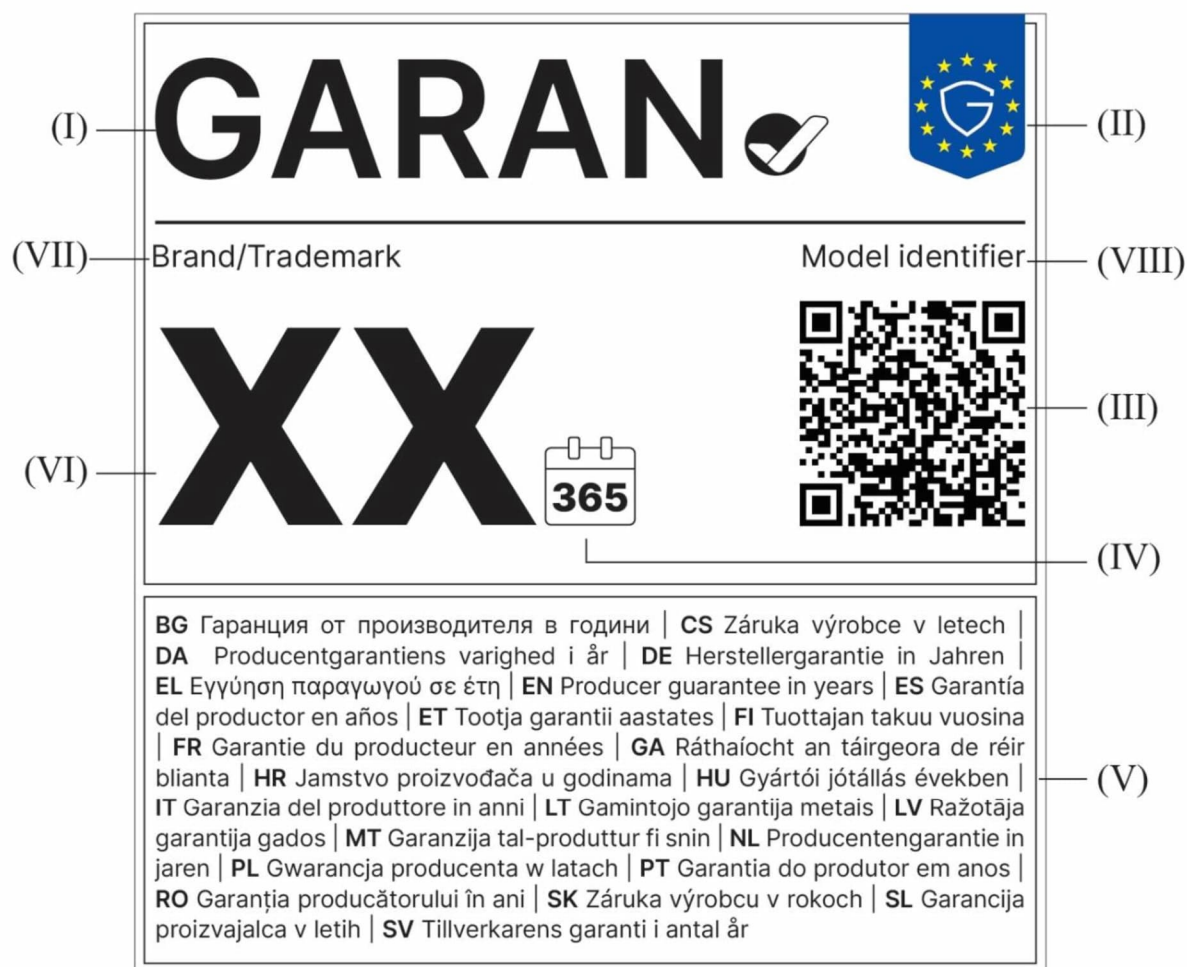 GARAN
(I)
(II)
(VII)
Brand/Trademark
Model identifier
(VIII)
XX
(III)
(VI)
365
(IV)
BG Гаранция от производителя в години | CS Záruka výrobce v letech |
DA Producentgarantiens varighed i år | DE Herstellergarantie in Jahren |
EL Εγγύηση παραγωγού σε έτη | EN Producer guarantee in years | ES Garantía
del productor en años | ET Tootja garantii aastates | FI Tuottajan takuu vuosina
| FR Garantie du producteur en années | GA Ráthaíocht an táirgeora de réir
blianta | HR Jamstvo proizvođača u godinama | HU Gyártói jótállás években |
IT Garanzia del produttore in anni | LT Gamintojo garantija metais | LV Ražotāja
garantija gados | MT Garanzija tal-produttur fi snin | NL Producentengarantie in
jaren | PL Gwarancja producenta w latach | PT Garantia do produtor em anos |
RO Garanția producătorului în ani | SK Záruka výrobcu v rokoch | SL Garancija
proizvajalca v letih | SV Tillverkarens garanti i antal år
(V)